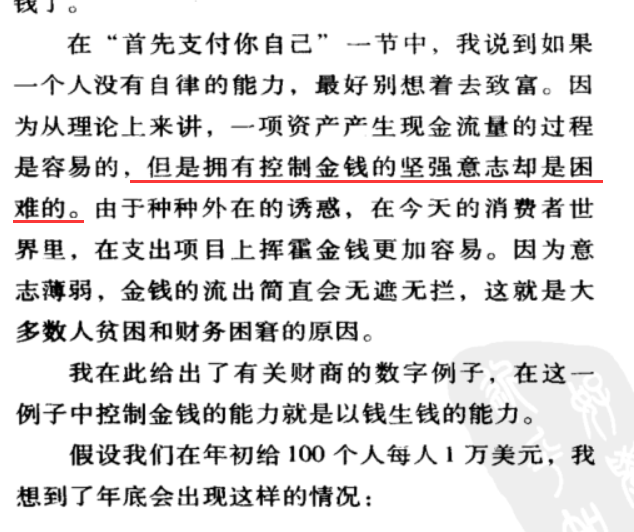 钱了。
在“首先支付你自己”一节中，我说到如果
一个人没有自律的能力，最好别想着去致富。因
为从理论上来讲，一项资产产生现金流量的过程
是容易的，但是拥有控制金钱的坚强意志却是困
难的。由于种种外在的诱惑，在今天的消费者世
界里，在支出项目上挥霍金钱更加容易。因为意
志薄弱，金钱的流出简直会无遮无拦，这就是大
多数人贫困和财务困窘的原因。
我在此给出了有关财商的数字例子，在这一
例子中控制金钱的能力就是以钱生钱的能力。
假设我们在年初给100个人每人1万美元，我
想到了年底会出现这样的情况：